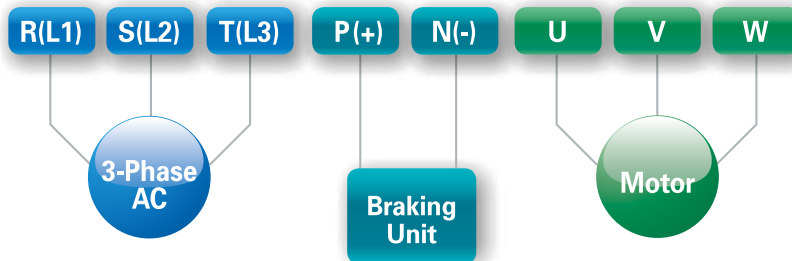 R(L1) S(L2) T(L3) P(+) N(-) U V W
3-Phase
AC
Braking
Unit
Motor